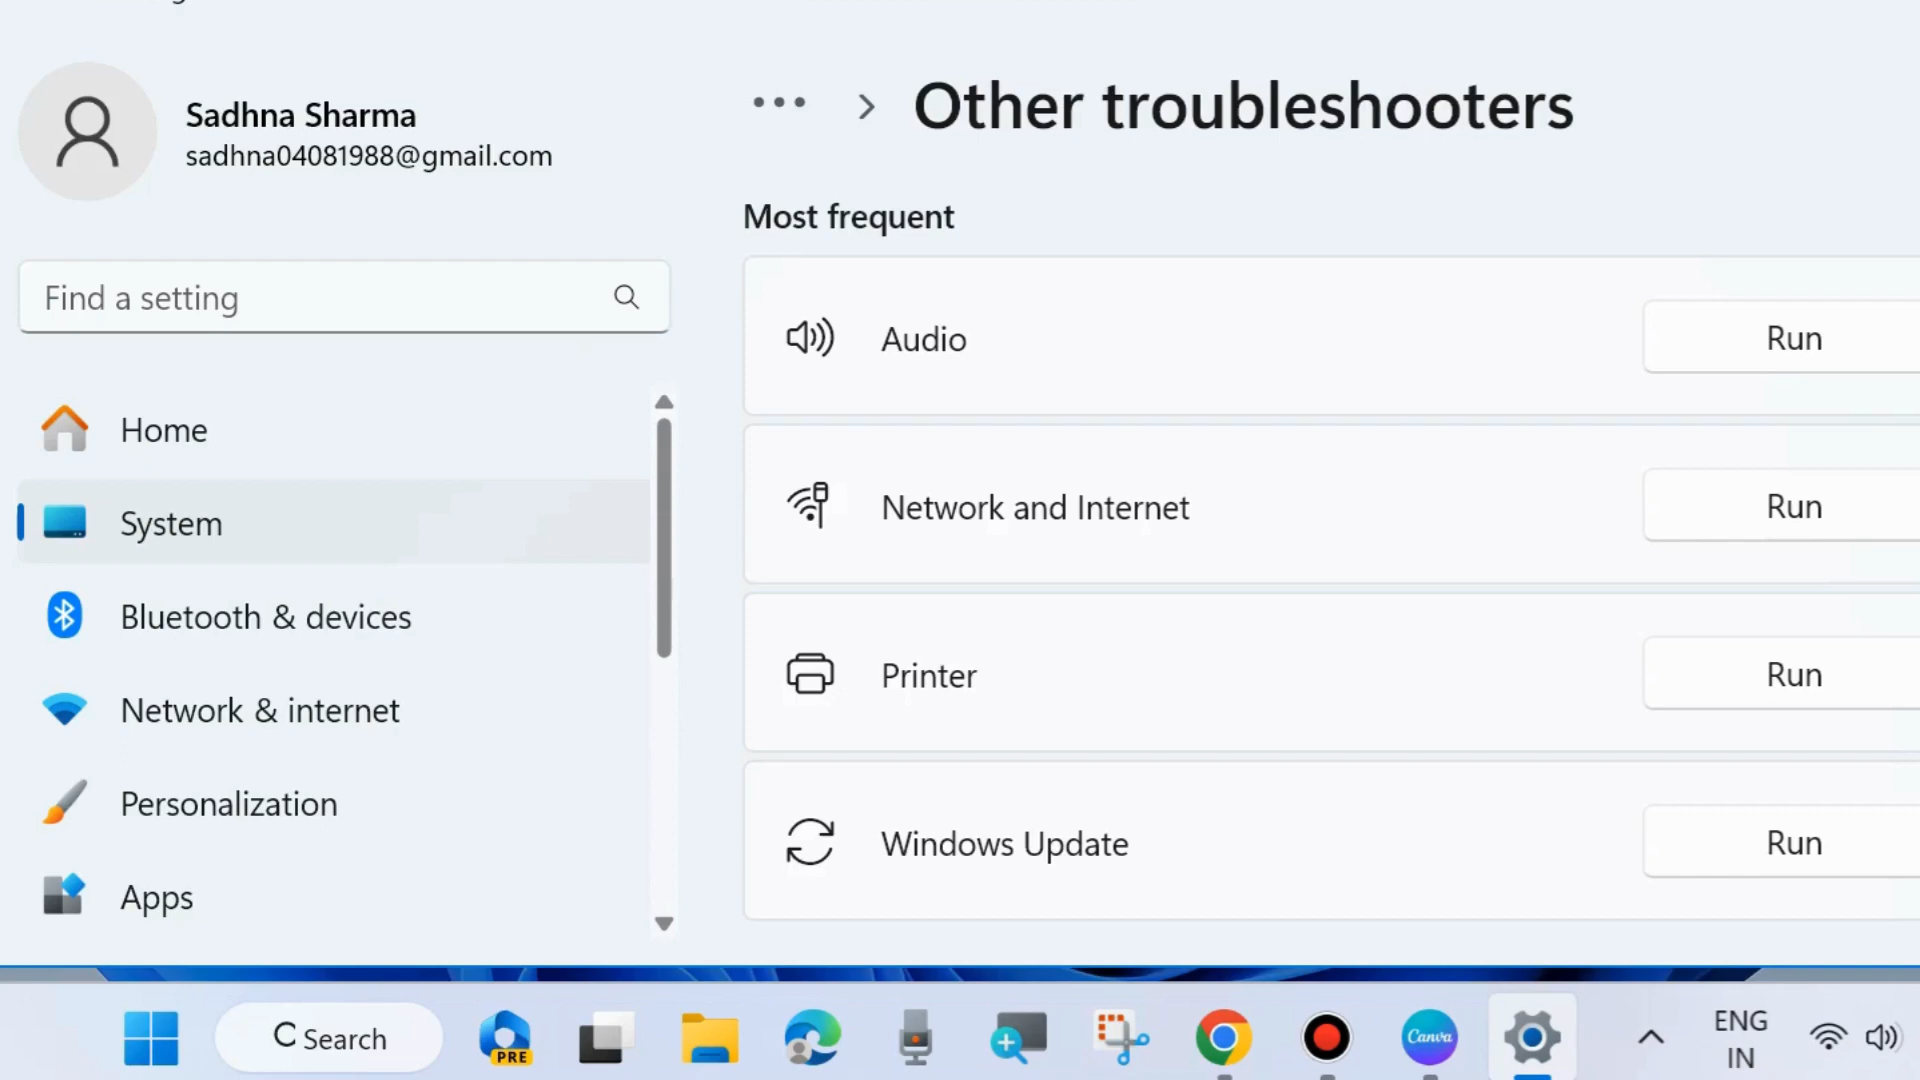 Sadhna Sharma
sadhna04081988@gmail.com
Find a setting
Home
System
Bluetooth & devices
Network & internet
Personalization
Apps
••• > Other troubleshooters
Most frequent
Audio
Run
Network and Internet
Run
Printer
Run
Windows Update
Run
Search
PRE
Canva
ENG
IN